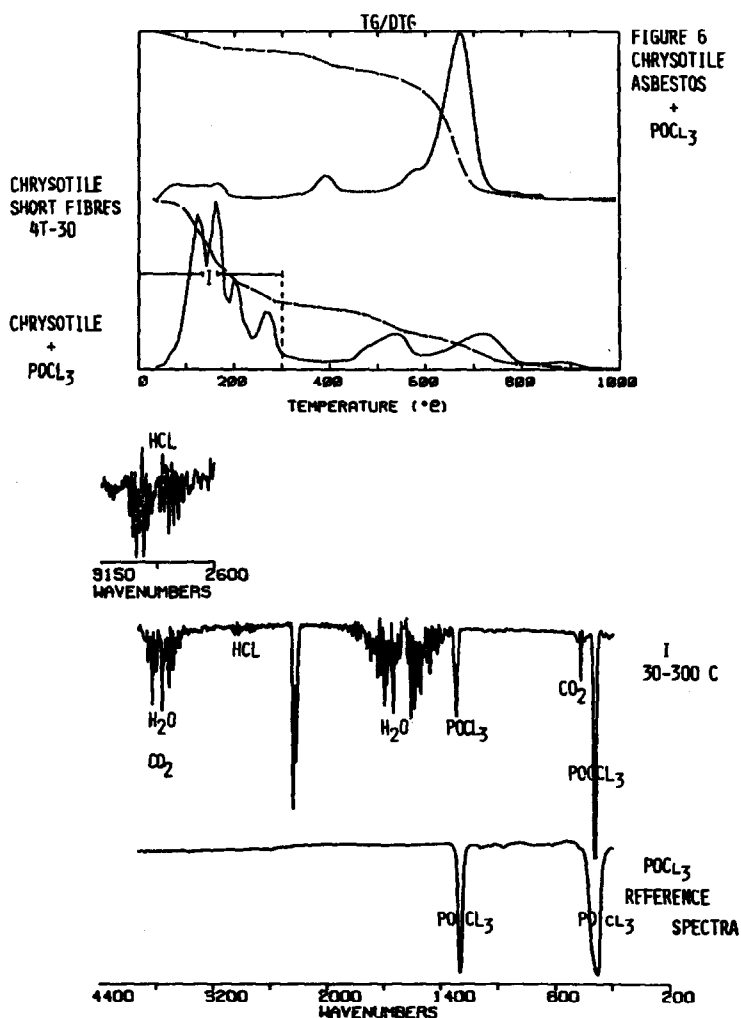 TG/DTG
FIGURE 6
CHRYSOTILE
ASBESTOS
+
POCL3
CHRYSOTILE
SHORT FIBRES
4T-30
I
CHRYSOTILE
+
POCL3
0 200 400 600 800 1000
TEMPERATURE (°C)
HCL
3150 2600
WAVENUMBERS
HCL
I
30-300 C
CO2
H2O
H2O
POCL3
CO2
POCL3
POCL3
REFERENCE
SPECTRA
POCL3
POCL3
4400 3200 2000 1400 800 200
WAVENUMBERS